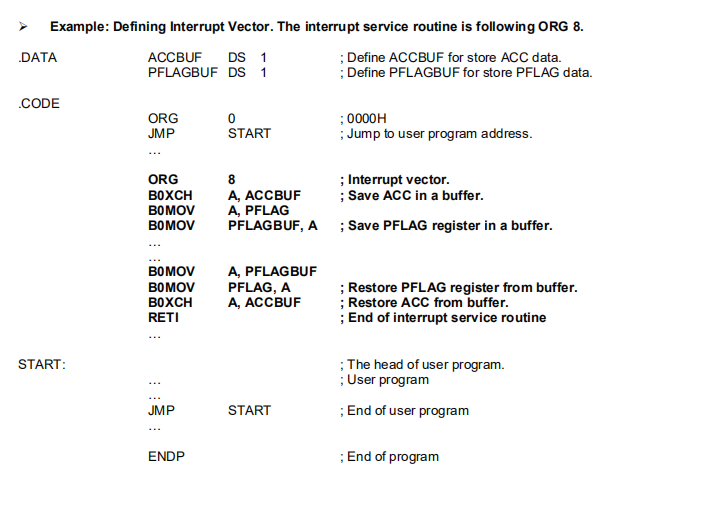 ➢ Example: Defining Interrupt Vector. The interrupt service routine is following ORG 8.
.DATA ACCBUF DS 1 ; Define ACCBUF for store ACC data.
PFLAGBUF DS 1 ; Define PFLAGBUF for store PFLAG data.
.CODE
ORG 0 ; 0000H
JMP START ; Jump to user program address.
…
ORG 8 ; Interrupt vector.
B0XCH A, ACCBUF ; Save ACC in a buffer.
B0MOV A, PFLAG
B0MOV PFLAGBUF, A ; Save PFLAG register in a buffer.
…
…
B0MOV A, PFLAGBUF
B0MOV PFLAG, A ; Restore PFLAG register from buffer.
B0XCH A, ACCBUF ; Restore ACC from buffer.
RETI ; End of interrupt service routine
…
START: ; The head of user program.
… ; User program
…
JMP START ; End of user program
…
ENDP ; End of program